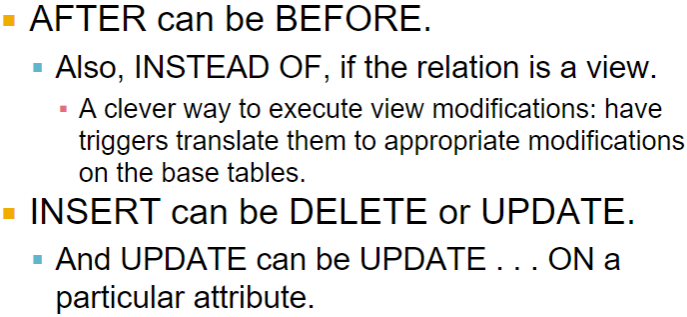 AFTER can be BEFORE.
Also, INSTEAD OF, if the relation is a view.
A clever way to execute view modifications: have
triggers translate them to appropriate modifications
on the base tables.
INSERT can be DELETE or UPDATE.
And UPDATE can be UPDATE . . . ON a
particular attribute.